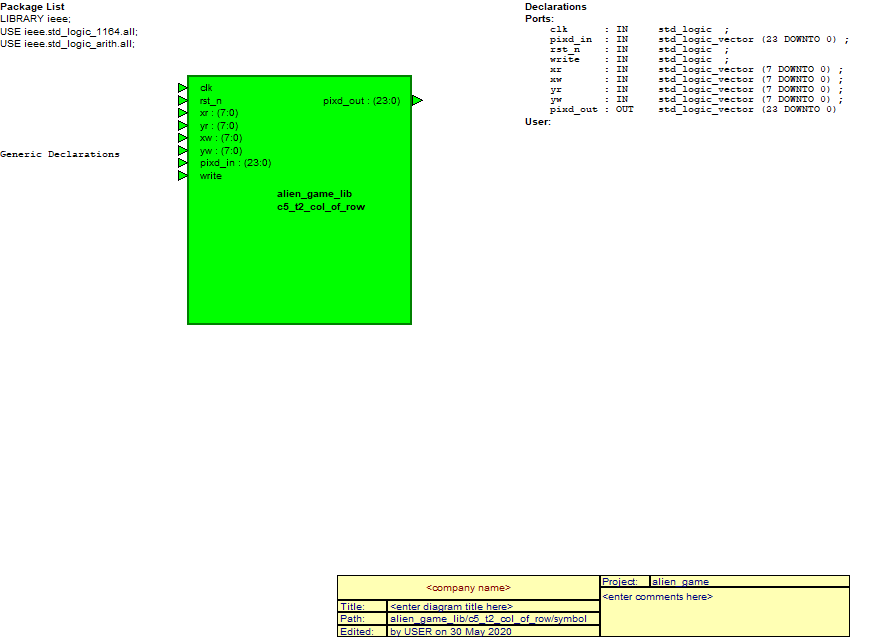 Package List
LIBRARY ieee;
USE ieee.std_logic_1164.all;
USE ieee.std_logic_arith.all;
Generic Declarations
clk
rst_n
xr : (7:0)
yr : (7:0)
xw : (7:0)
yw : (7:0)
pixd_in : (23:0)
write
pixd_out : (23:0)
alien_game_lib
c5_t2_col_of_row
Declarations
Ports:
clk : IN std_logic ;
pixd_in : IN std_logic_vector (23 DOWNTO 0) ;
rst_n : IN std_logic ;
write : IN std_logic ;
xr : IN std_logic_vector (7 DOWNTO 0) ;
xw : IN std_logic_vector (7 DOWNTO 0) ;
yr : IN std_logic_vector (7 DOWNTO 0) ;
yw : IN std_logic_vector (7 DOWNTO 0) ;
pixd_out : OUT std_logic_vector (23 DOWNTO 0)
User:
<company name>
Title: <enter diagram title here>
Path: alien_game_lib/c5_t2_col_of_row/symbol
Edited: by USER on 30 May 2020
Project: alien_game
<enter comments here>